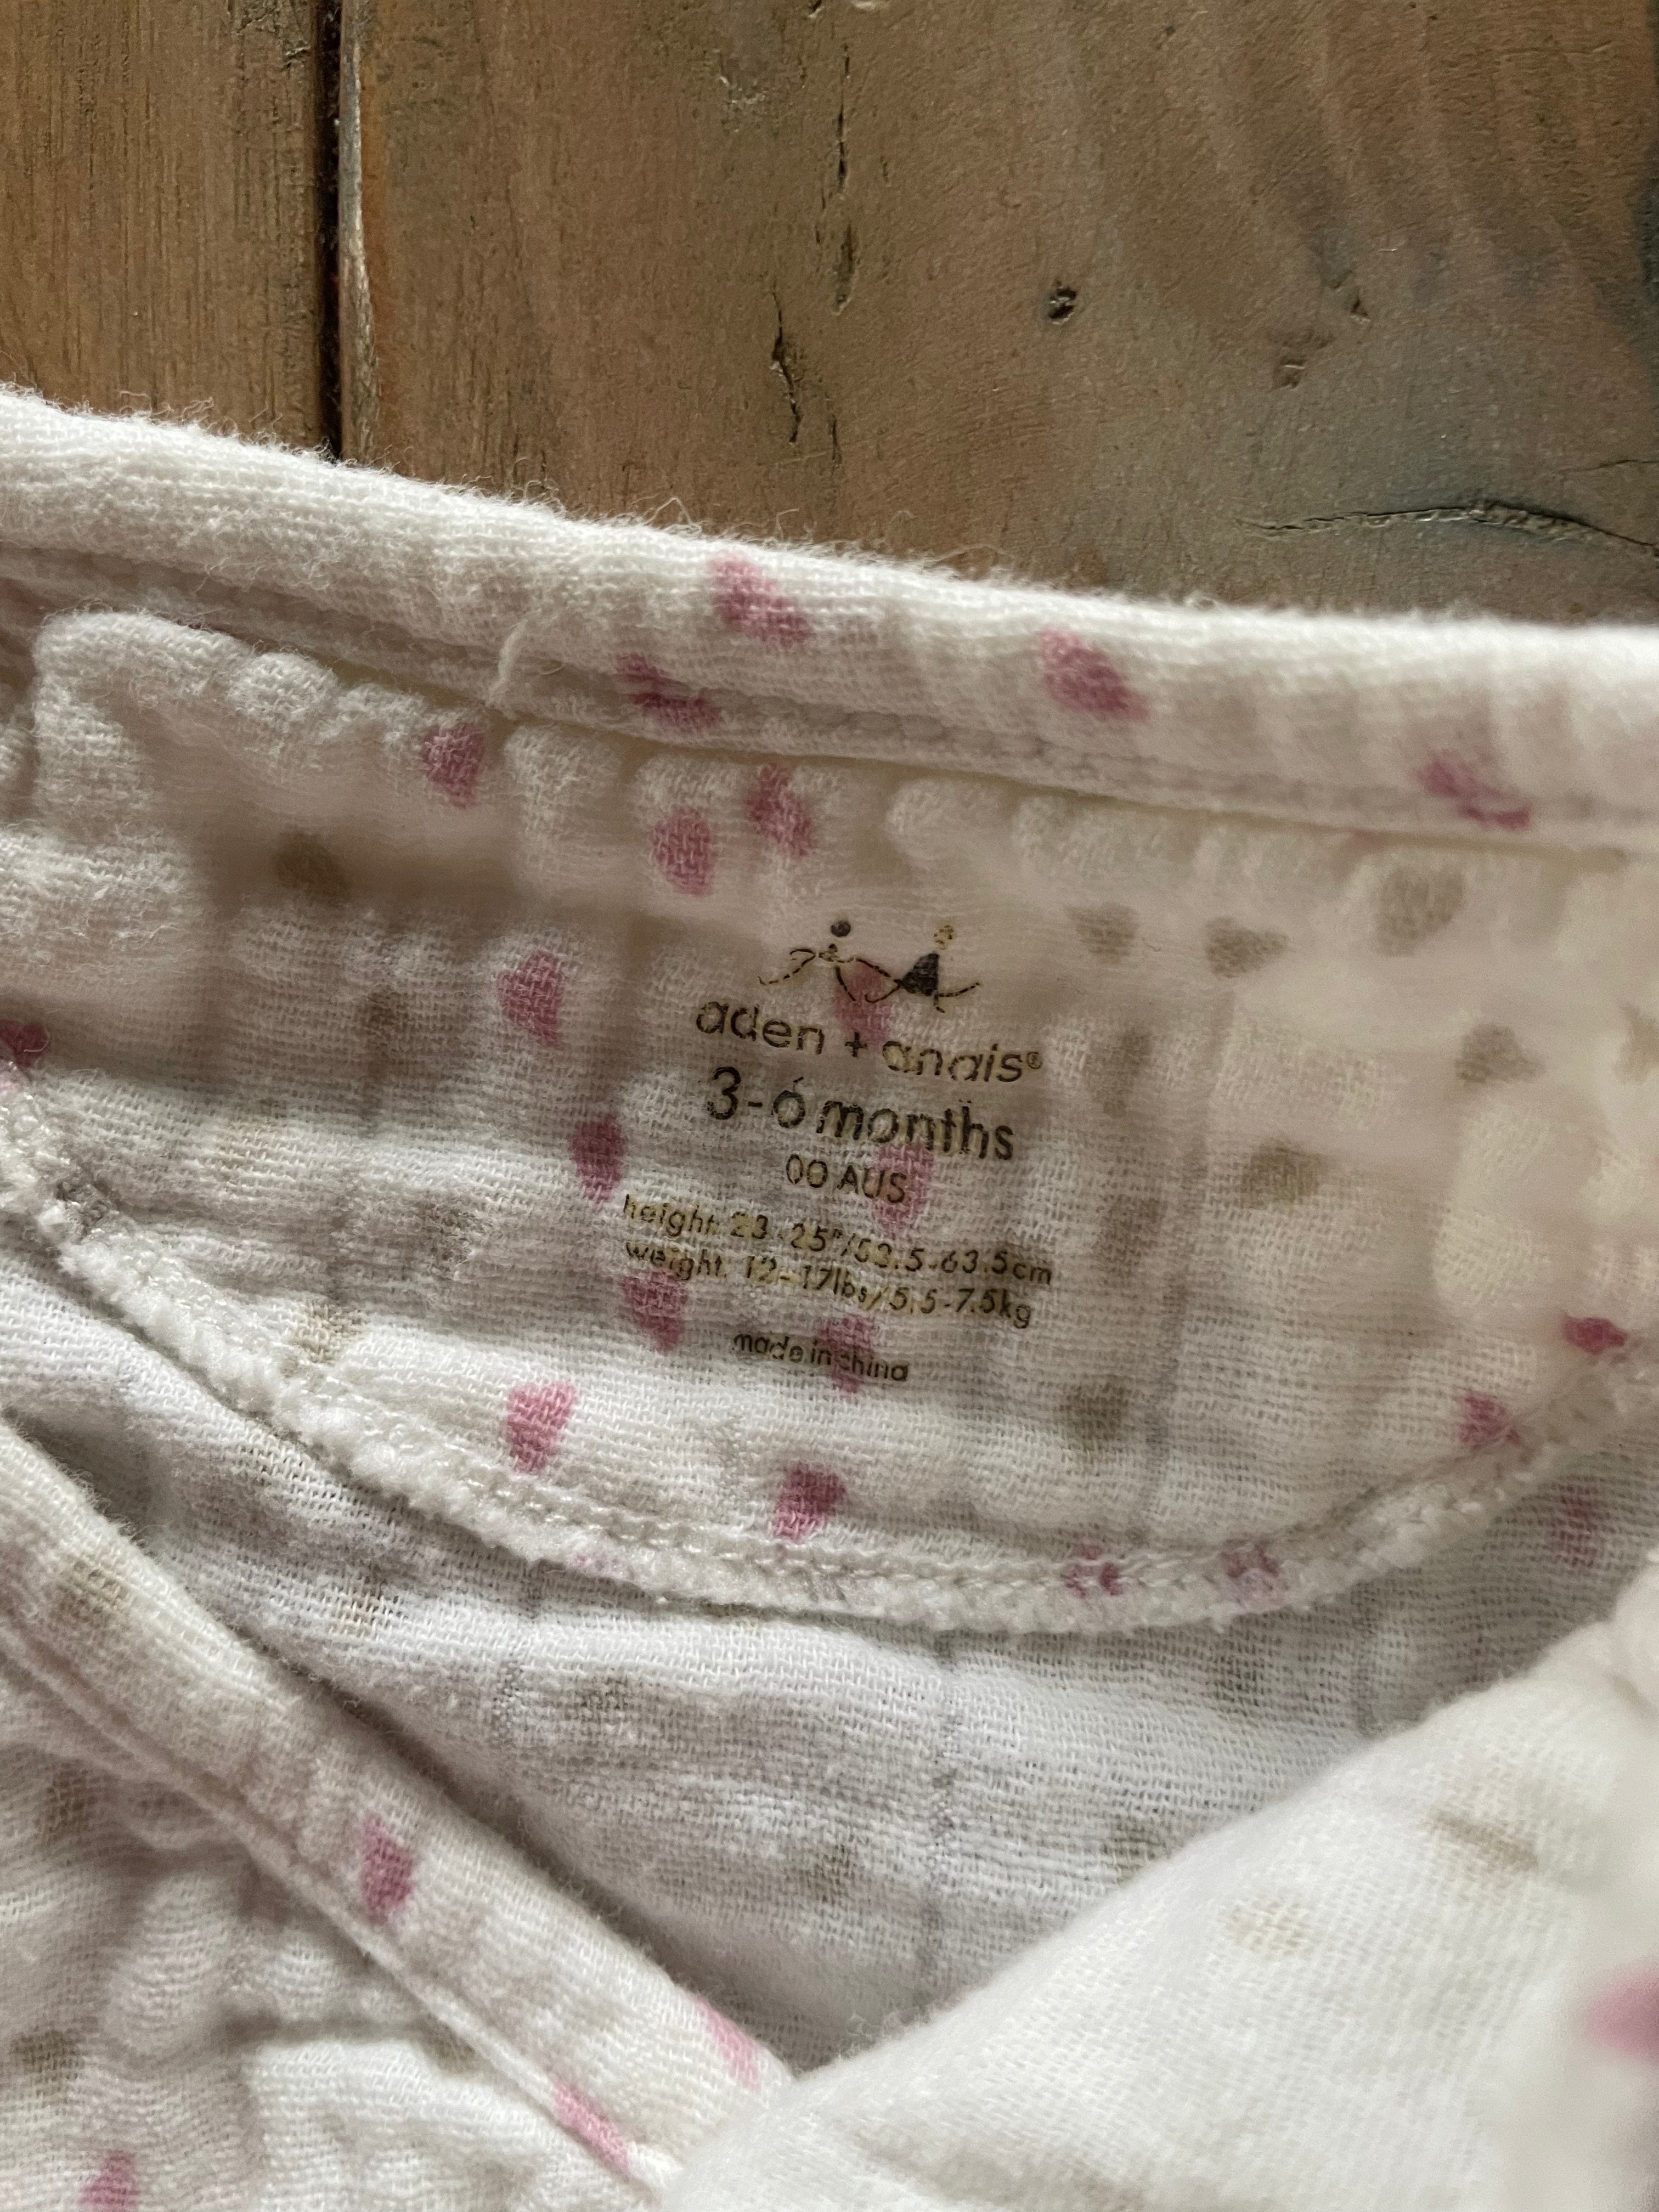 aden + anais®
3-6 months
00 AUS
height: 23-25"/58.5-63.5cm
weight: 12-17lbs/5.5-7.5kg
made in china